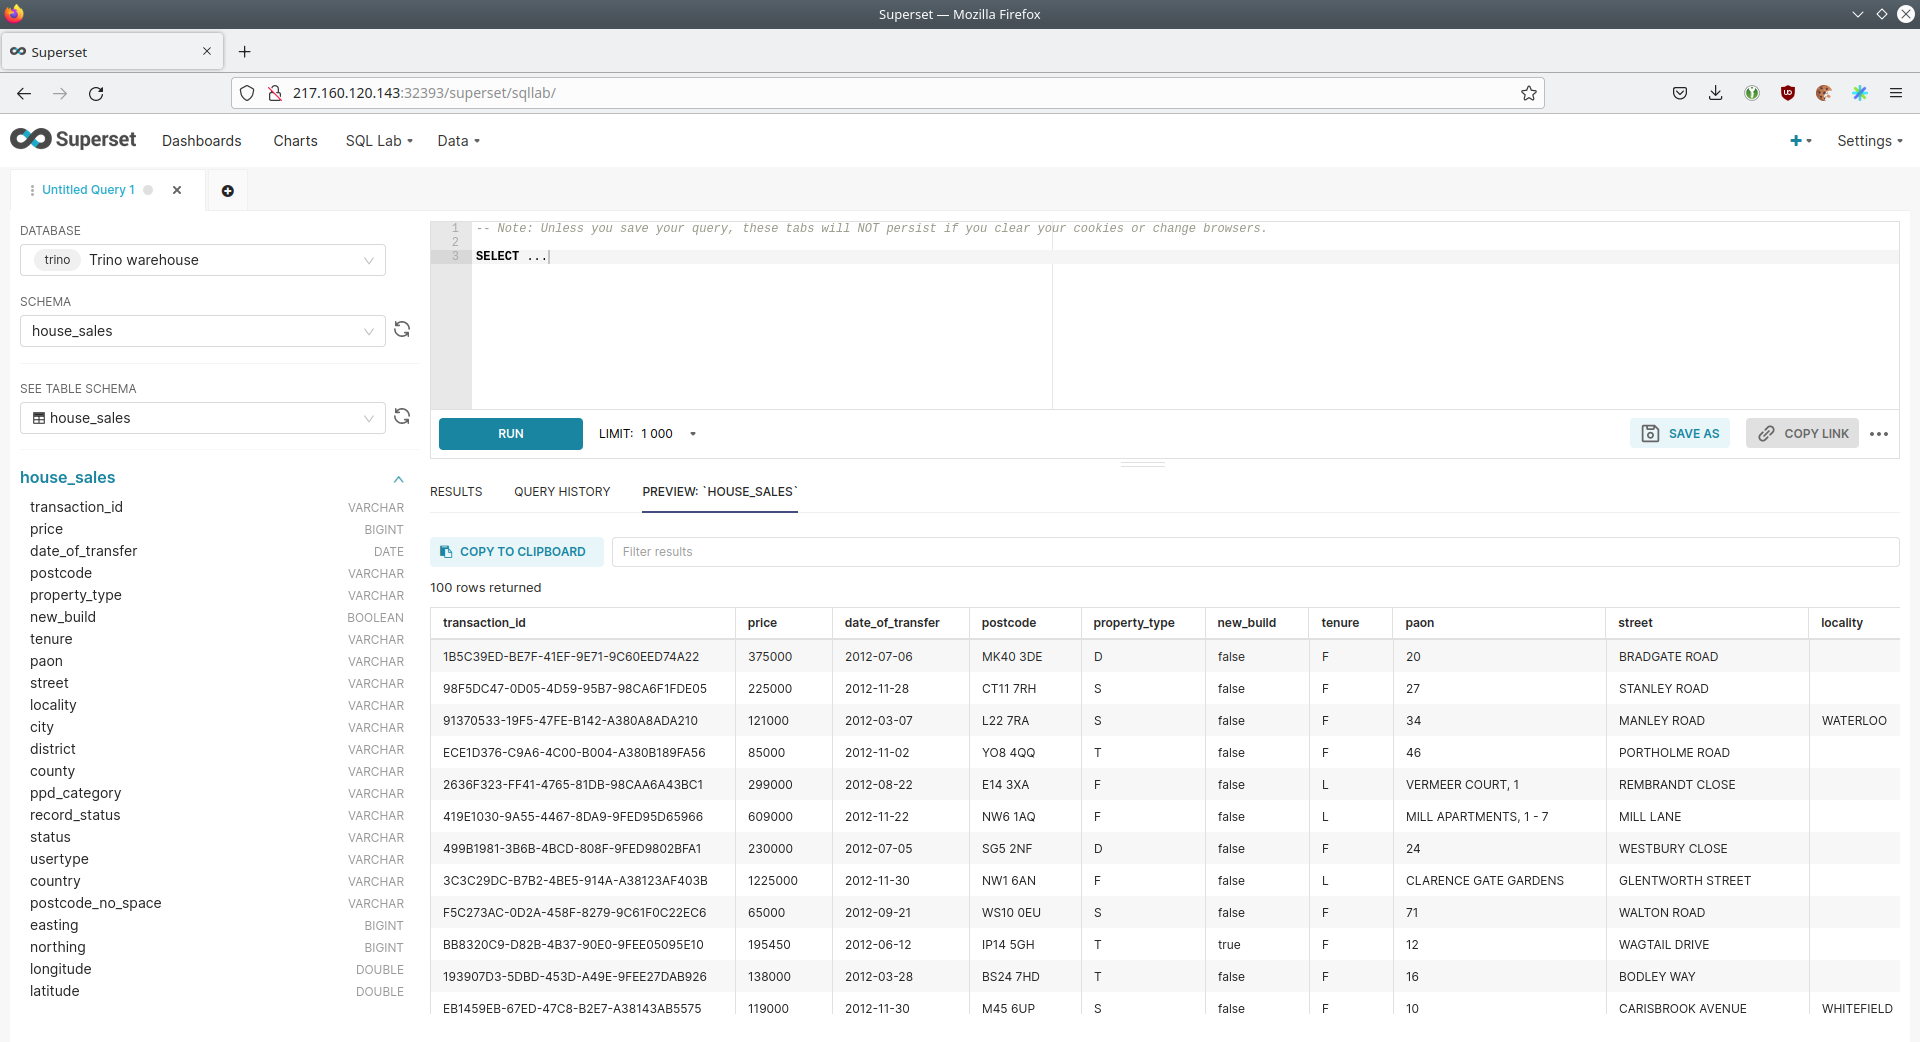 Superset — Mozilla Firefox
Superset
217.160.120.143:32393/superset/sqllab/
Superset Dashboards Charts SQL Lab Data Settings
Untitled Query 1
DATABASE
trino Trino warehouse
SCHEMA
house_sales
SEE TABLE SCHEMA
house_sales
house_sales
transaction_id VARCHAR
price BIGINT
date_of_transfer DATE
postcode VARCHAR
property_type VARCHAR
new_build BOOLEAN
tenure VARCHAR
paon VARCHAR
street VARCHAR
locality VARCHAR
city VARCHAR
district VARCHAR
county VARCHAR
ppd_category VARCHAR
record_status VARCHAR
status VARCHAR
usertype VARCHAR
country VARCHAR
postcode_no_space VARCHAR
easting BIGINT
northing BIGINT
longitude DOUBLE
latitude DOUBLE
1 -- Note: Unless you save your query, these tabs will NOT persist if you clear your cookies or change browsers.
2
3 SELECT ...
RUN LIMIT: 1 000 SAVE AS COPY LINK
RESULTS QUERY HISTORY PREVIEW: `HOUSE_SALES`
COPY TO CLIPBOARD Filter results
100 rows returned
transaction_id price date_of_transfer postcode property_type new_build tenure paon street locality
1B5C39ED-BE7F-41EF-9E71-9C60EED74A22 375000 2012-07-06 MK40 3DE D false F 20 BRADGATE ROAD
98F5DC47-0D05-4D59-95B7-98CA6F1FDE05 225000 2012-11-28 CT11 7RH S false F 27 STANLEY ROAD
91370533-19F5-47FE-B142-A380A8ADA210 121000 2012-03-07 L22 7RA S false F 34 MANLEY ROAD WATERLOO
ECE1D376-C9A6-4C00-B004-A380B189FA56 85000 2012-11-02 YO8 4QQ T false F 46 PORTHOLME ROAD
2636F323-FF41-4765-81DB-98CAA6A43BC1 299000 2012-08-22 E14 3XA F false L VERMEER COURT, 1 REMBRANDT CLOSE
419E1030-9A55-4467-8DA9-9FED95D65966 609000 2012-11-22 NW6 1AQ F false L MILL APARTMENTS, 1 - 7 MILL LANE
499B1981-3B6B-4BCD-808F-9FED9802BFA1 230000 2012-07-05 SG5 2NF D false F 24 WESTBURY CLOSE
3C3C29DC-B7B2-4BE5-914A-A38123AF403B 1225000 2012-11-30 NW1 6AN F false L CLARENCE GATE GARDENS GLENTWORTH STREET
F5C273AC-0D2A-458F-8279-9C61F0C22EC6 65000 2012-09-21 WS10 0EU S false F 71 WALTON ROAD
BB8320C9-D82B-4B37-90E0-9FEE05095E10 195450 2012-06-12 IP14 5GH T true F 12 WAGTAIL DRIVE
193907D3-5DBD-453D-A49E-9FEE27DAB926 138000 2012-03-28 BS24 7HD T false F 16 BODLEY WAY
EB1459EB-67ED-47C8-B2E7-A38143AB5575 119000 2012-11-30 M45 6UP S false F 10 CARISBROOK AVENUE WHITEFIELD